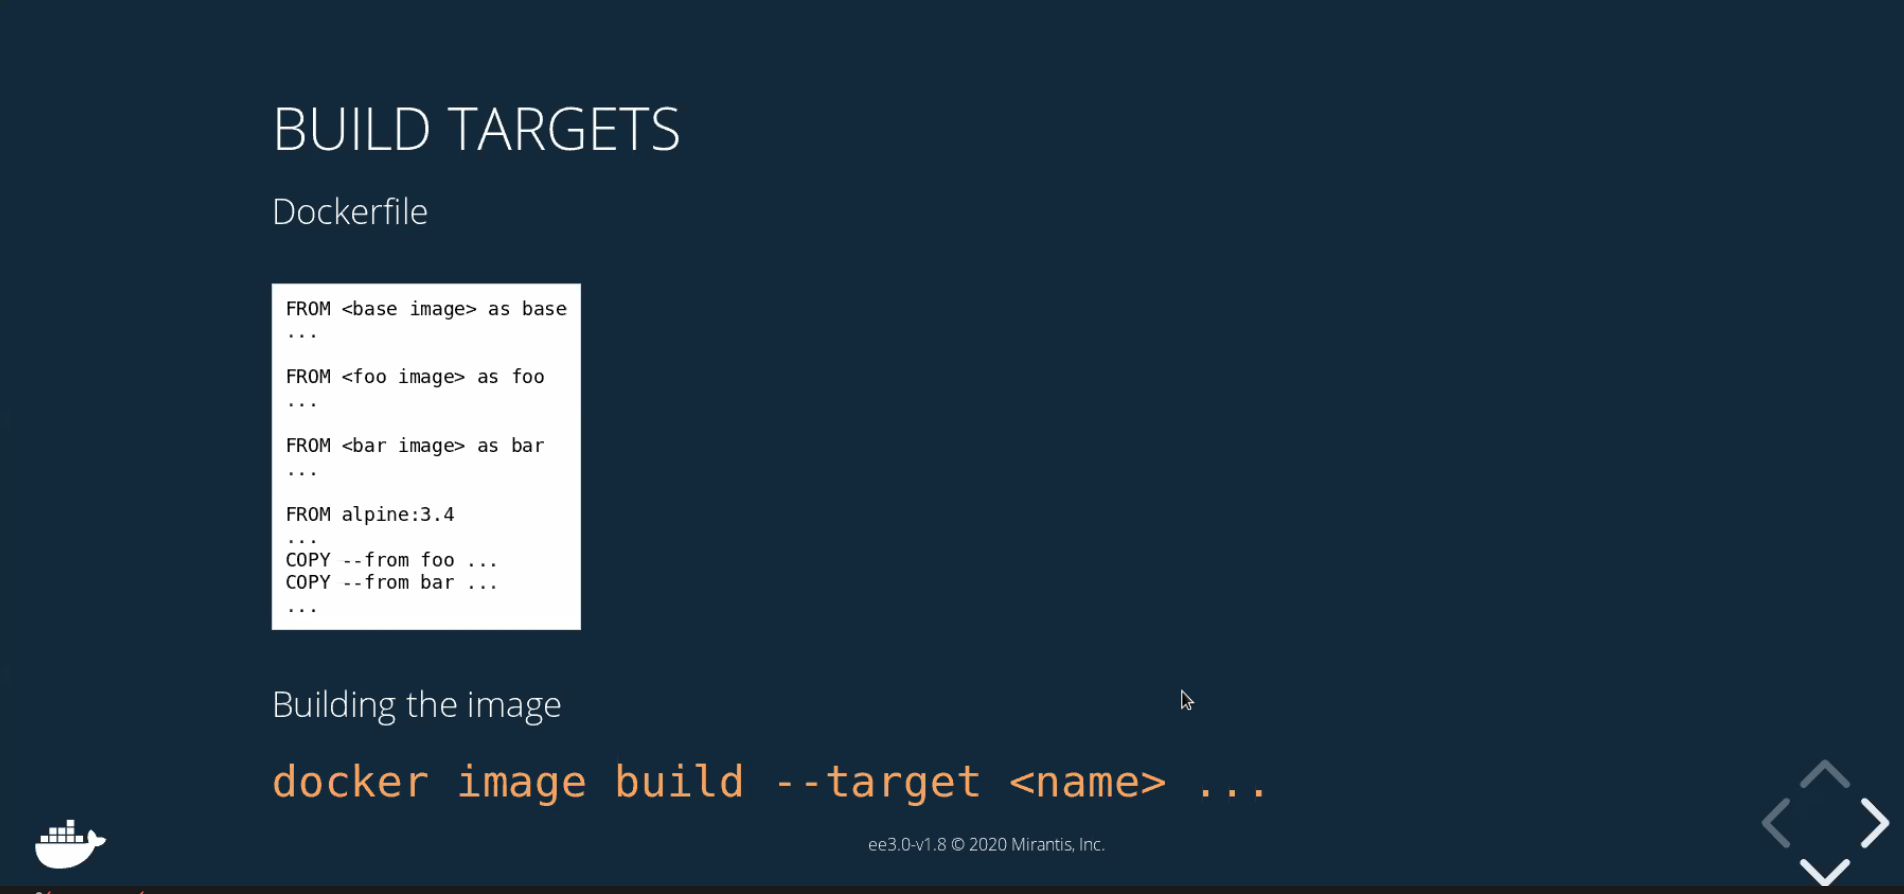 BUILD TARGETS
Dockerfile
FROM <base image> as base
...
FROM <foo image> as foo
...
FROM <bar image> as bar
...
FROM alpine:3.4
...
COPY --from foo ...
COPY --from bar ...
...
Building the image
docker image build --target <name> ...
ee3.0-v1.8 © 2020 Mirantis, Inc.